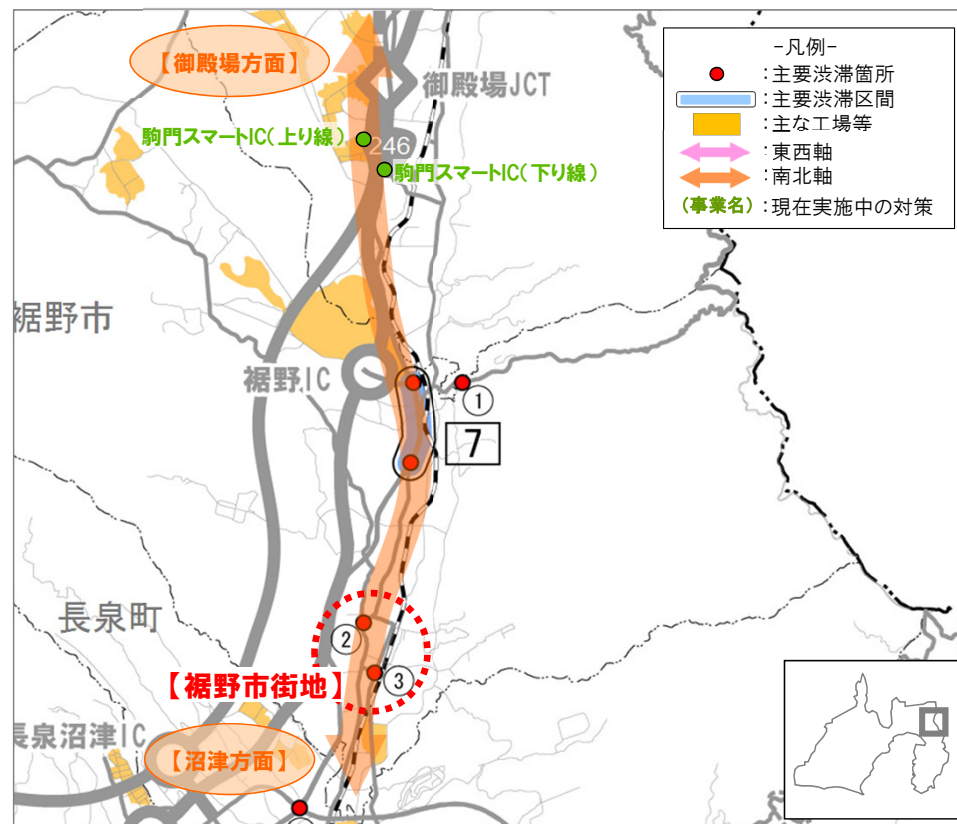 【御殿場方面】
御殿場JCT
駒門スマートIC(上り線)
246
駒門スマートIC(下り線)
-凡例-
:主要渋滞箇所
:主要渋滞区間
:主な工場等
:東西軸
:南北軸
(事業名):現在実施中の対策
裾野市
裾野IC
①
7
長泉町
②
【裾野市街地】
③
長泉沼津IC
【沼津方面】